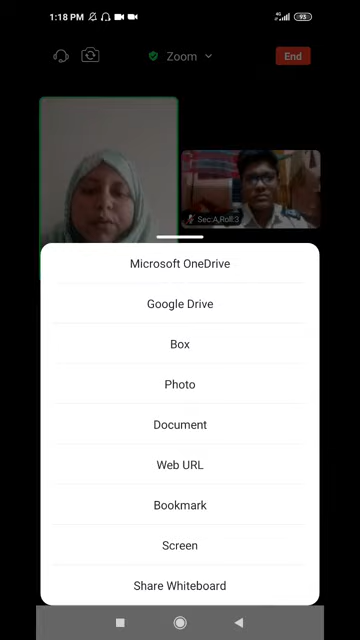 1:18 PM
4G
93
Zoom
End
Sec:A,Roll:3
Microsoft OneDrive
Google Drive
Box
Photo
Document
Web URL
Bookmark
Screen
Share Whiteboard